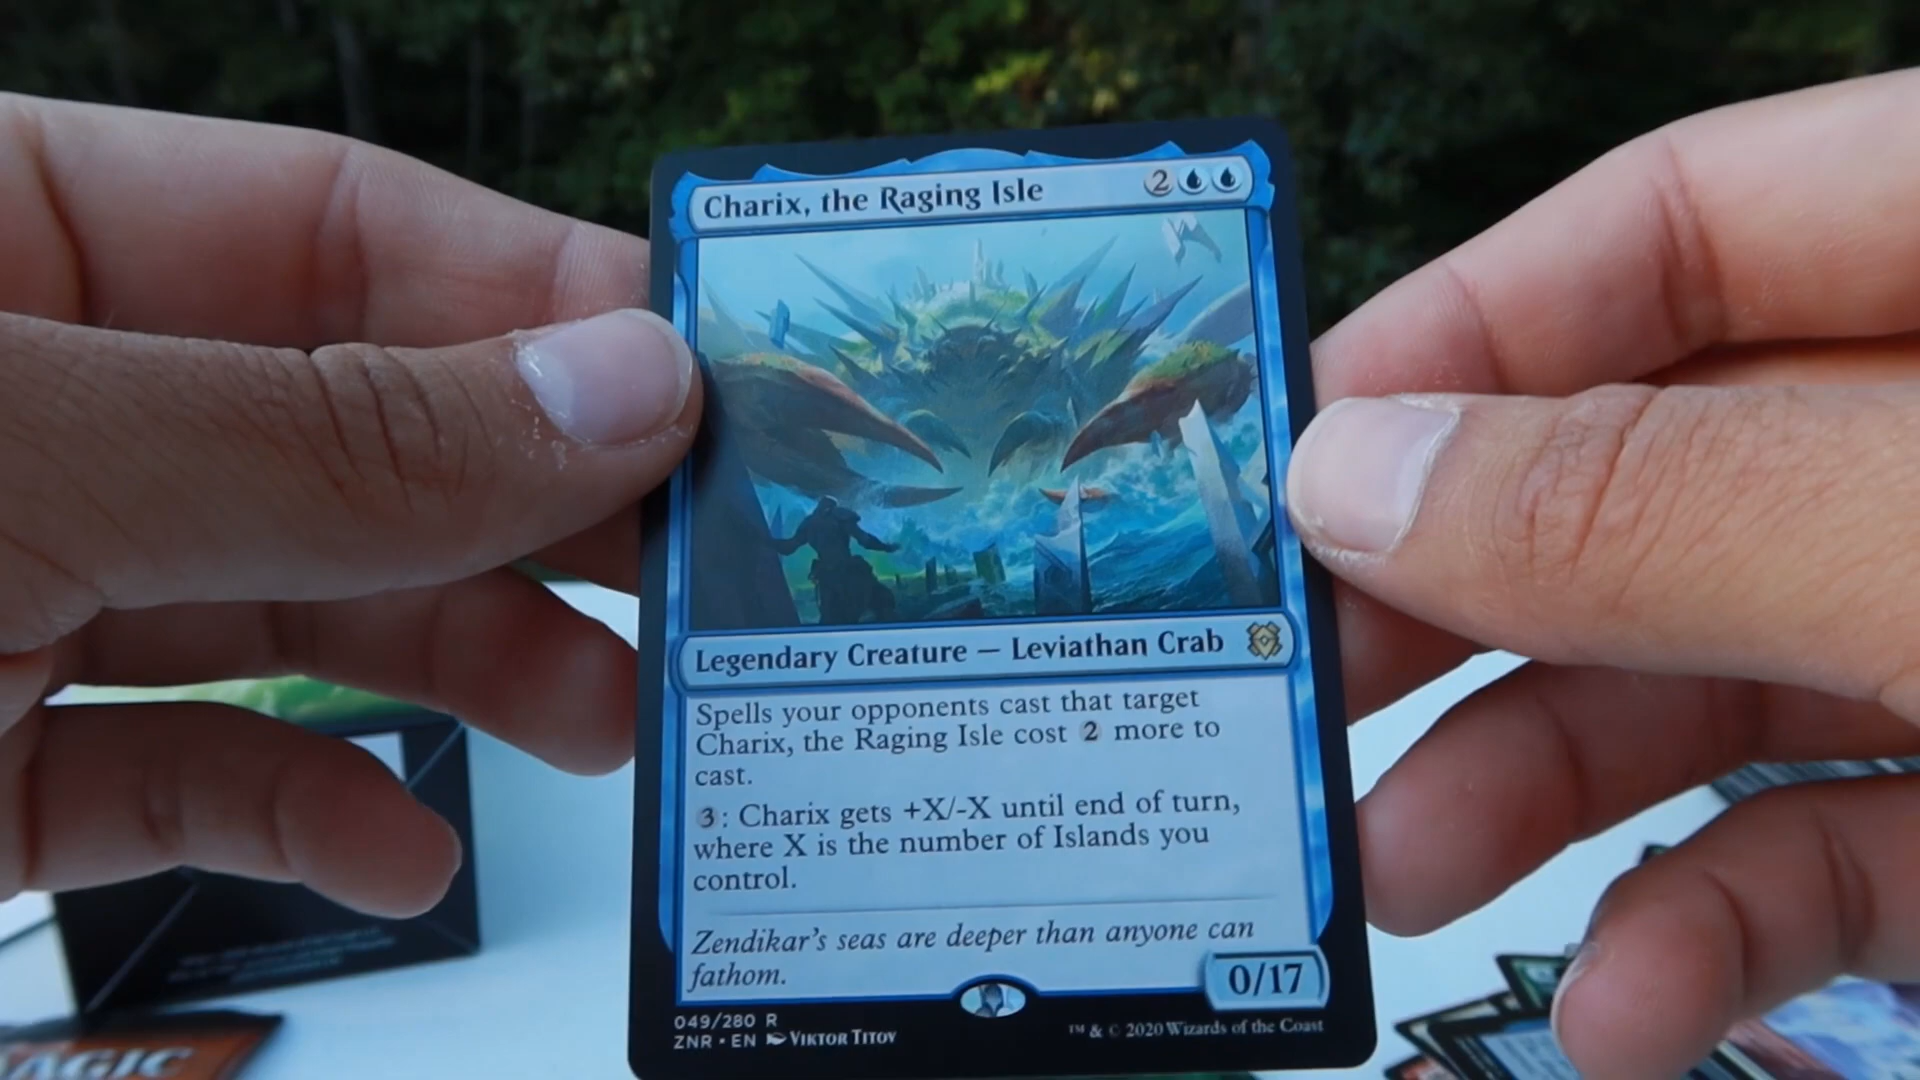 Charix, the Raging Isle 2
Legendary Creature — Leviathan Crab
Spells your opponents cast that target
Charix, the Raging Isle cost 2 more to
cast.
3: Charix gets +X/-X until end of turn,
where X is the number of Islands you
control.
Zendikar's seas are deeper than anyone can
fathom.
0/17
049/280 R
ZNR • EN VIKTOR TITOV
™ & © 2020 Wizards of the Coast
AGIC